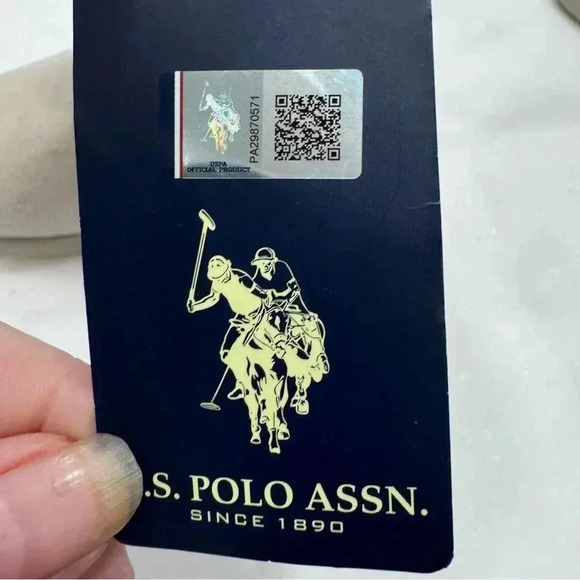 USPA
OFFICIAL PRODUCT
PA29870571
.S. POLO ASSN.
SINCE 1890